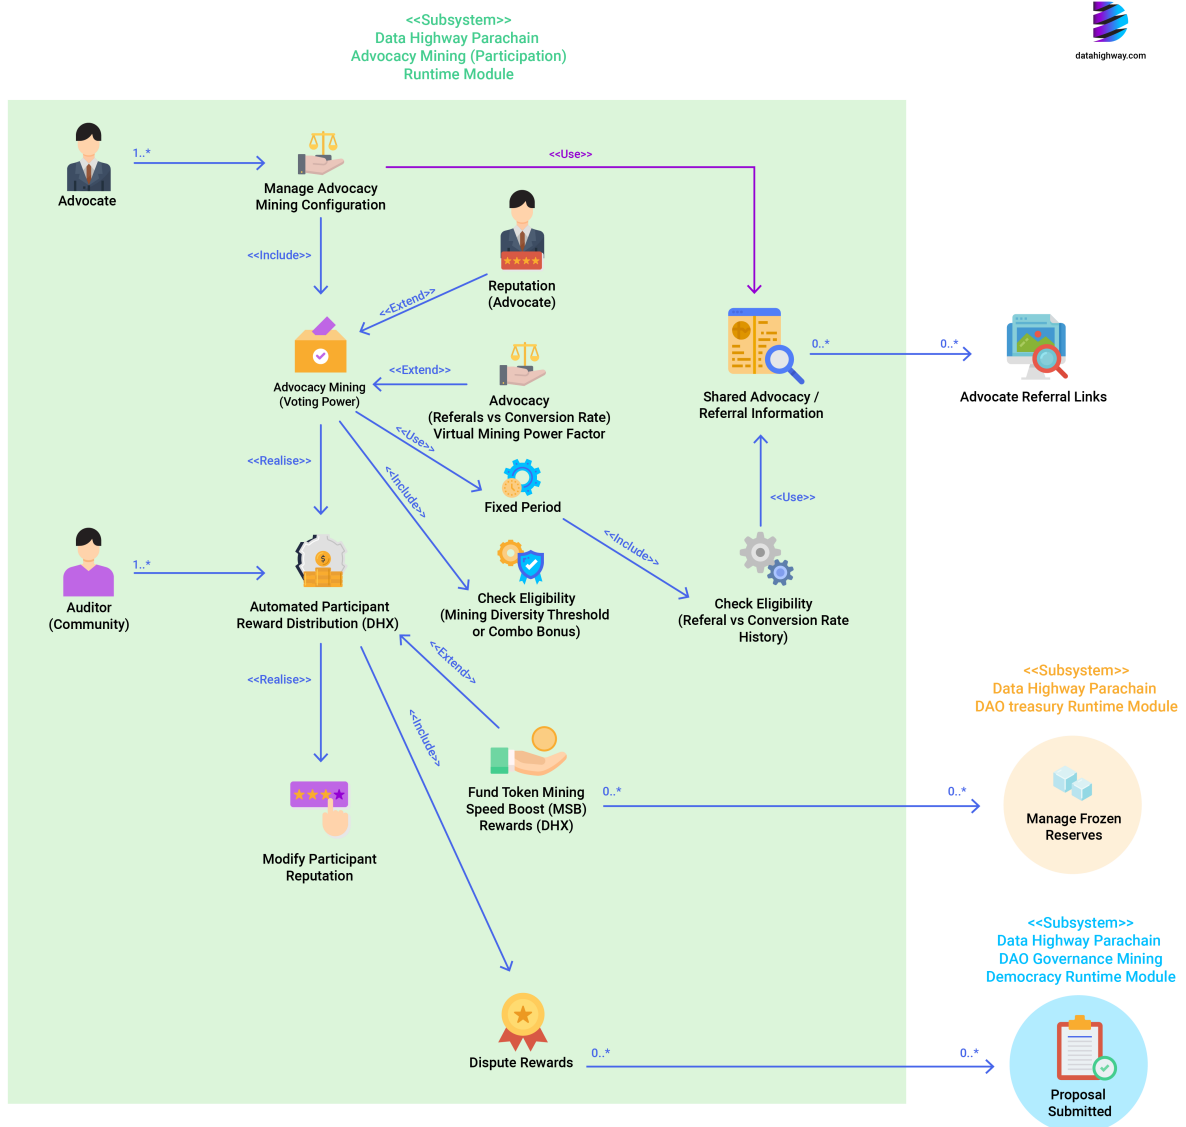 <<Subsystem>>
Data Highway Parachain
Advocacy Mining (Participation)
Runtime Module
datahighway.com
Advocate
1..*
Manage Advocacy
Mining Configuration
<<Use>>
<<Include>>
Reputation
(Advocate)
<<Extend>>
Advocacy Mining
(Voting Power)
<<Extend>>
Advocacy
(Referals vs Conversion Rate)
Virtual Mining Power Factor
Shared Advocacy /
Referral Information
0..*
0..*
Advocate Referral Links
<<Realise>>
<<Use>>
<<Include>>
Fixed Period
<<Include>>
<<Use>>
Auditor
(Community)
1..*
Automated Participant
Reward Distribution (DHX)
Check Eligibility
(Mining Diversity Threshold
or Combo Bonus)
Check Eligibility
(Referal vs Conversion Rate
History)
<<Realise>>
<<Extend>>
<<Include>>
Modify Participant
Reputation
Fund Token Mining
Speed Boost (MSB)
Rewards (DHX)
0..*
0..*
<<Subsystem>>
Data Highway Parachain
DAO treasury Runtime Module
Manage Frozen
Reserves
<<Subsystem>>
Data Highway Parachain
DAO Governance Mining
Democracy Runtime Module
Dispute Rewards
0..*
0..*
Proposal
Submitted